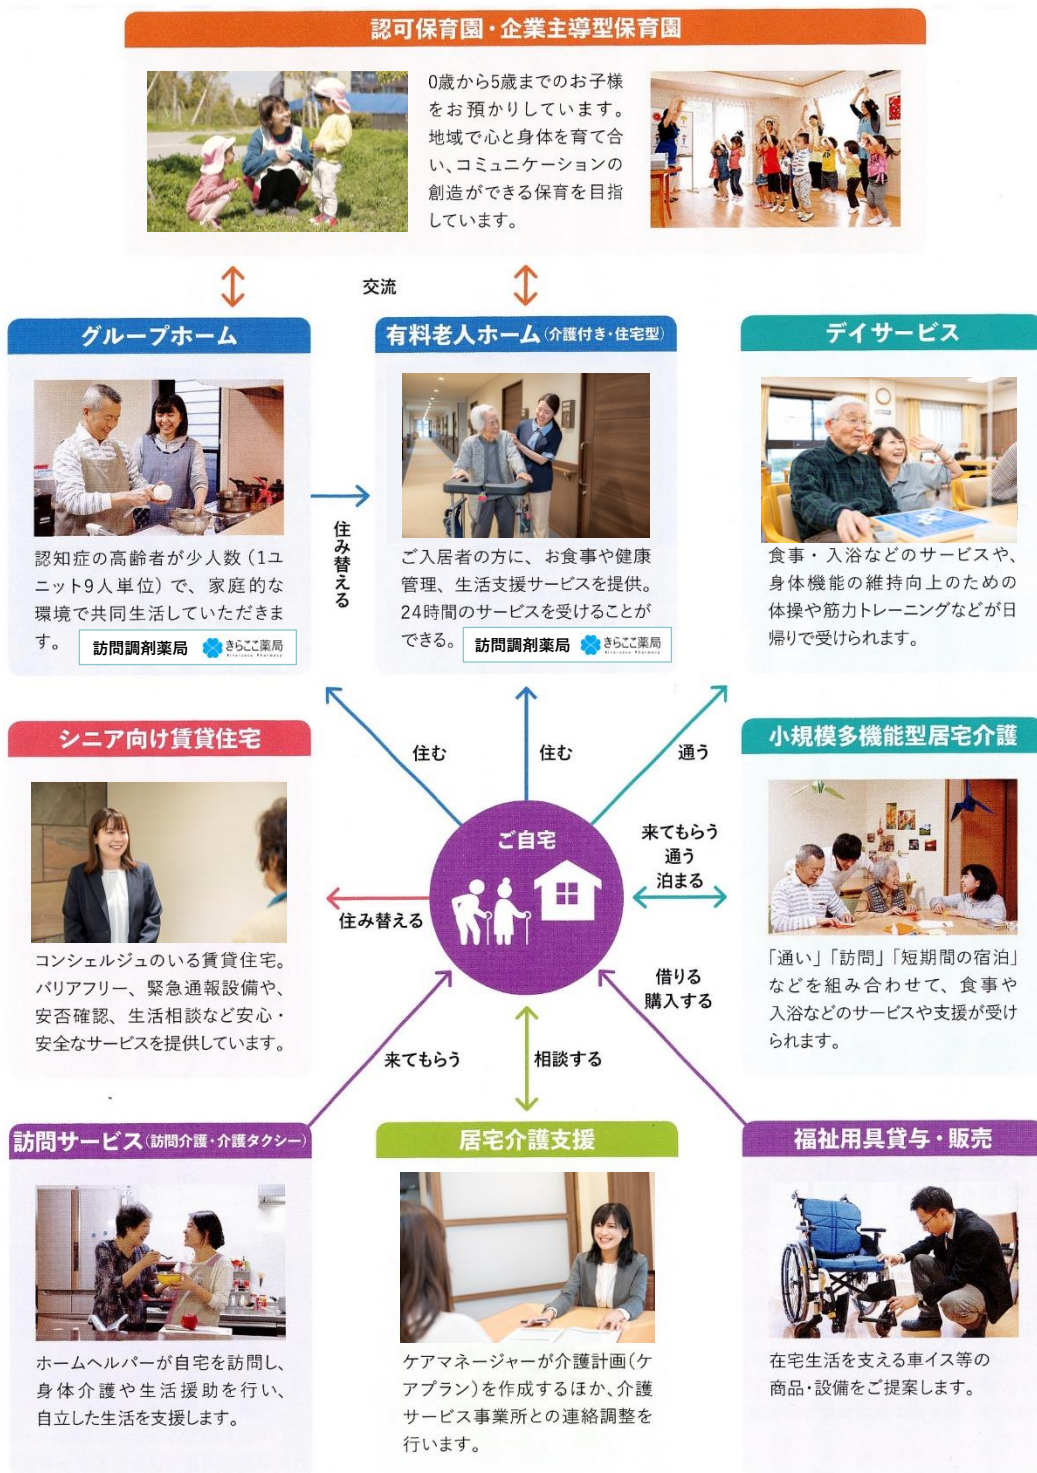 認可保育園・企業主導型保育園
0歳から5歳までのお子様
をお預かりしています。
地域で心と身体を育て合
い、コミュニケーションの
創造ができる保育を目指
しています。
交流
グループホーム
認知症の高齢者が少人数（1ユ
ニット9人単位）で、家庭的な
環境で共同生活していただきま
す。
訪問調剤薬局 きらここ薬局
住み替える
有料老人ホーム（介護付き・住宅型）
ご入居者の方に、お食事や健康
管理、生活支援サービスを提供。
24時間のサービスを受けることが
できる。
訪問調剤薬局 きらここ薬局
デイサービス
食事・入浴などのサービスや、
身体機能の維持向上のための
体操や筋力トレーニングなどが日
帰りで受けられます。
住む
住む
通う
シニア向け賃貸住宅
コンシェルジュのいる賃貸住宅。
バリアフリー、緊急通報設備や、
安否確認、生活相談など安心・
安全なサービスを提供しています。
ご自宅
住み替える
来てもらう
通う
泊まる
小規模多機能型居宅介護
「通い」「訪問」「短期間の宿泊」
などを組み合わせて、食事や
入浴などのサービスや支援が受け
られます。
来てもらう
相談する
借りる
購入する
訪問サービス（訪問介護・介護タクシー）
ホームヘルパーが自宅を訪問し、
身体介護や生活援助を行い、
自立した生活を支援します。
居宅介護支援
ケアマネージャーが介護計画（ケ
アプラン）を作成するほか、介護
サービス事業所との連絡調整を
行います。
福祉用具貸与・販売
在宅生活を支える車イス等の
商品・設備をご提案します。